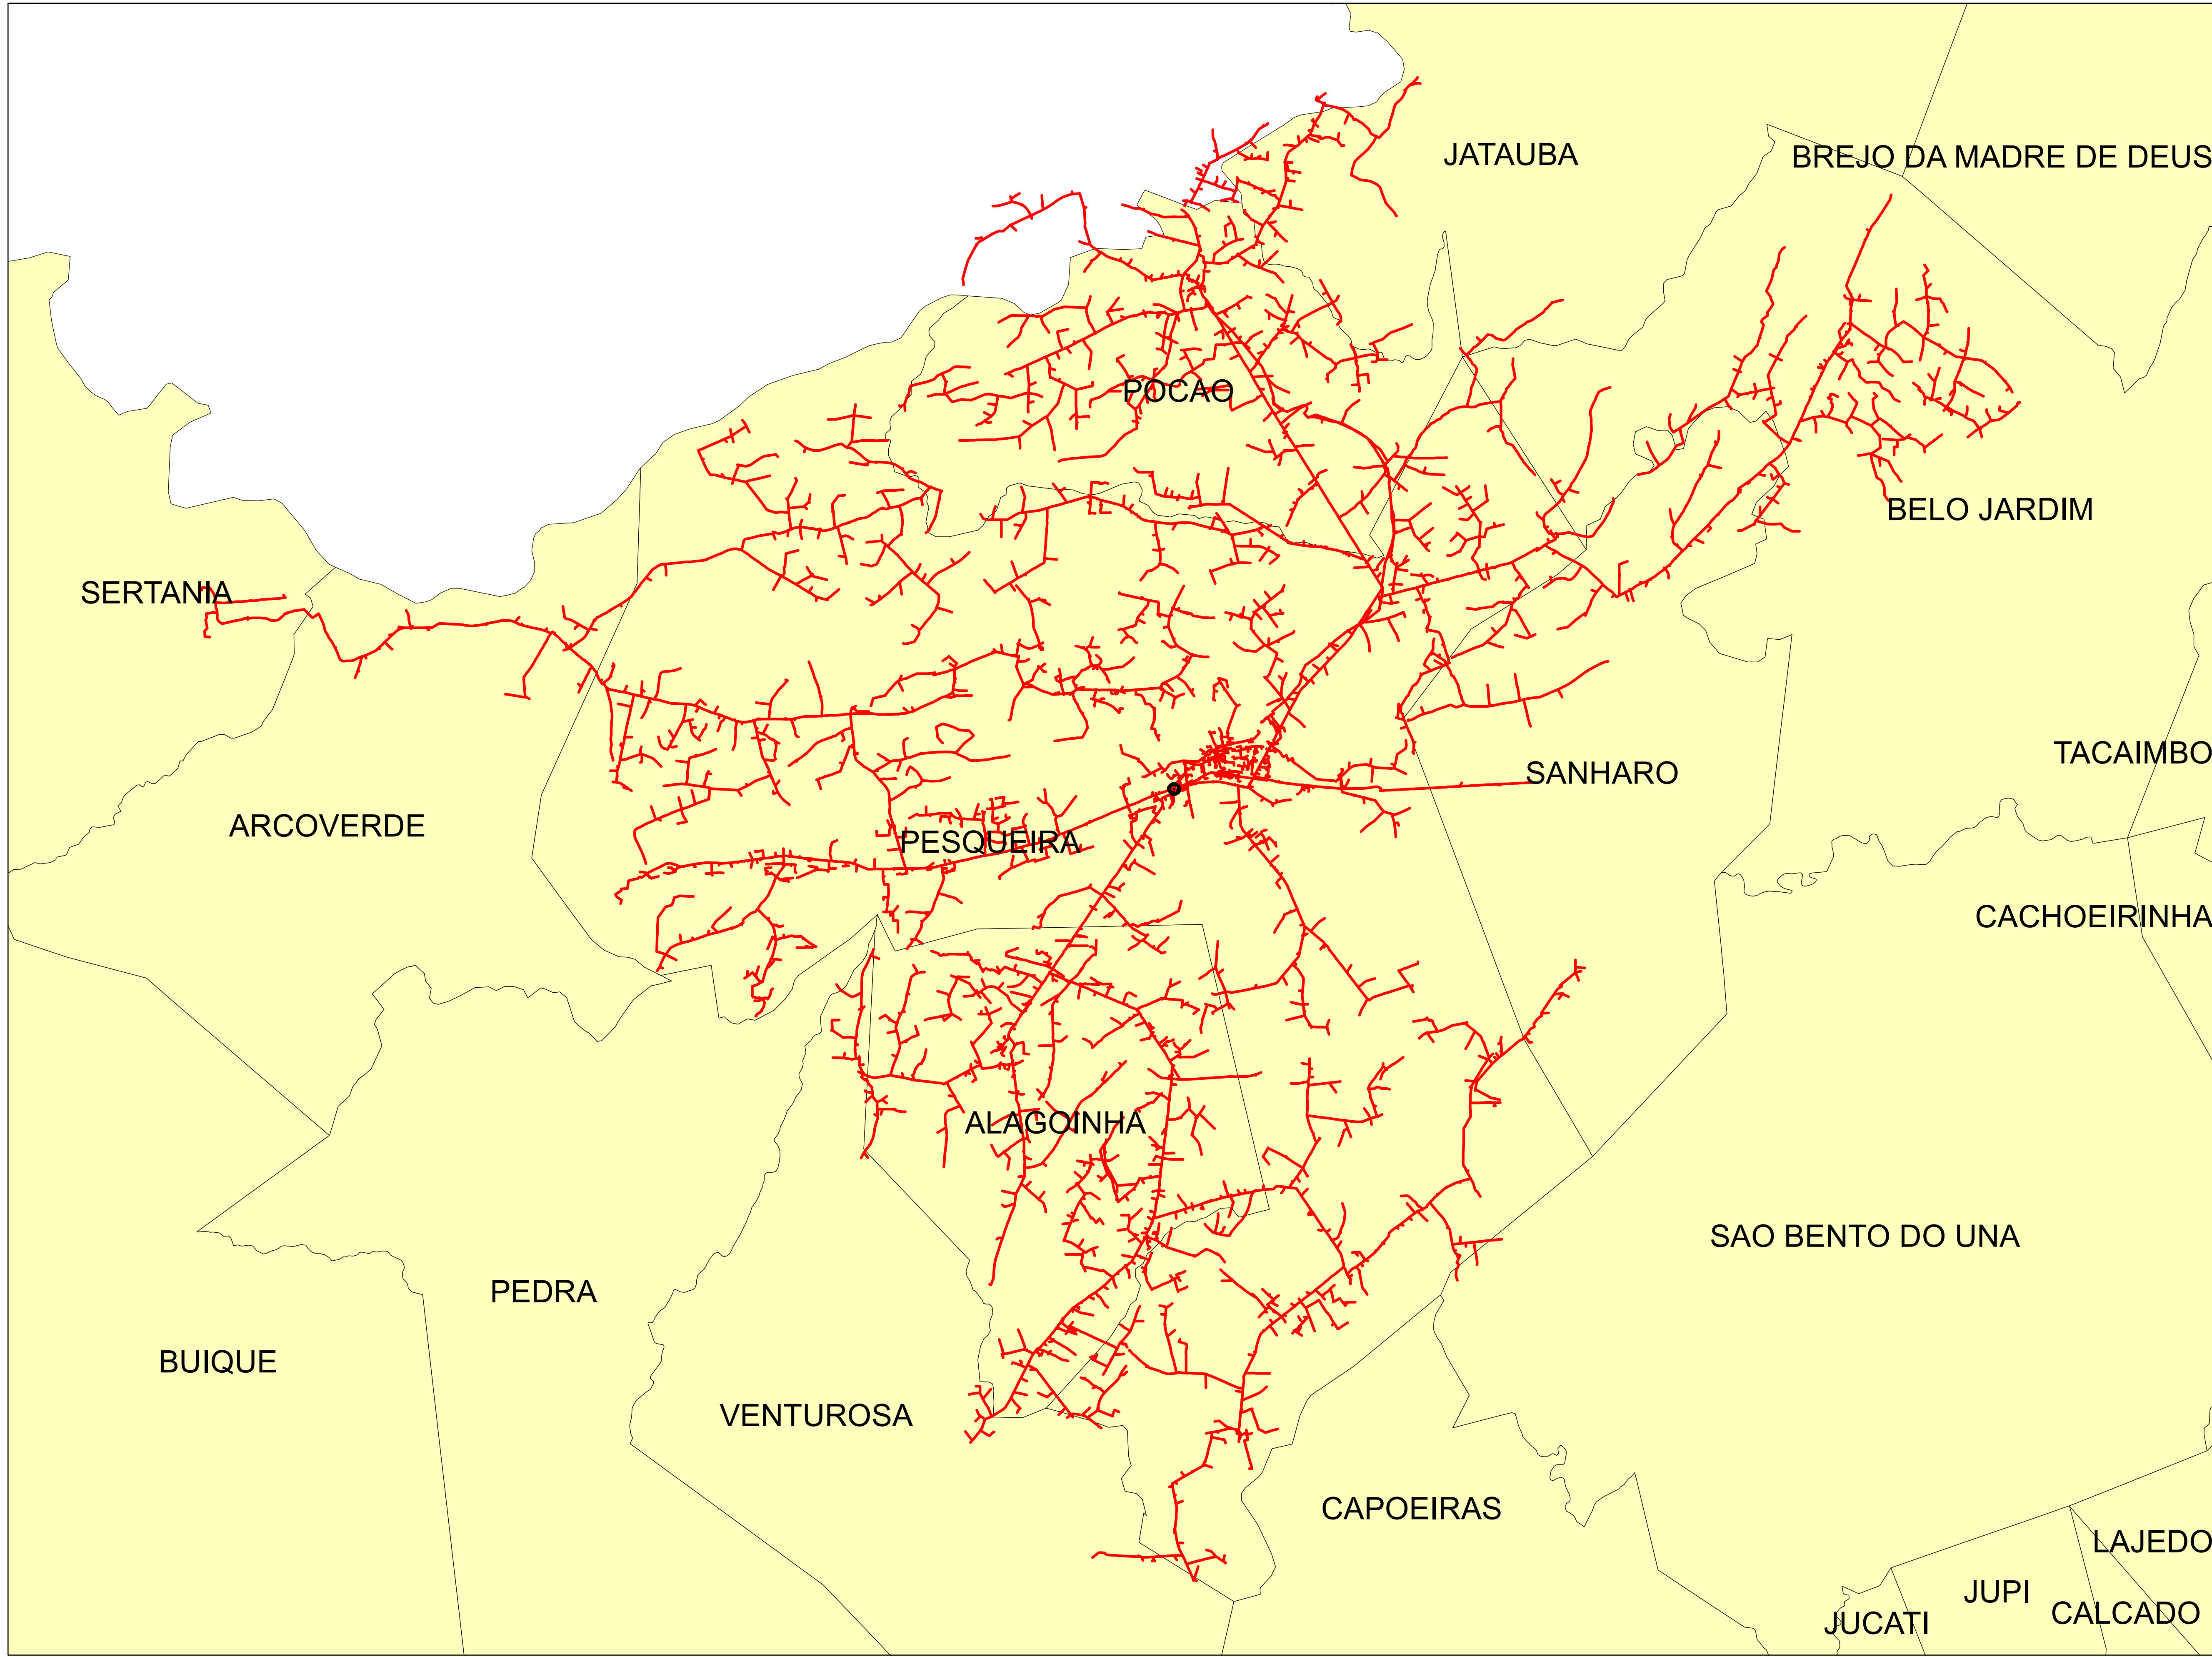 JATAUBA
BREJO DA MADRE DE DEUS
POCAO
BELO JARDIM
SERTANIA
TACAIMBO
SANHARO
ARCOVERDE
PESQUEIRA
CACHOEIRINHA
ALAGOINHA
SAO BENTO DO UNA
PEDRA
BUIQUE
VENTUROSA
CAPOEIRAS
LAJEDO
JUPI
CALCADO
JUCATI